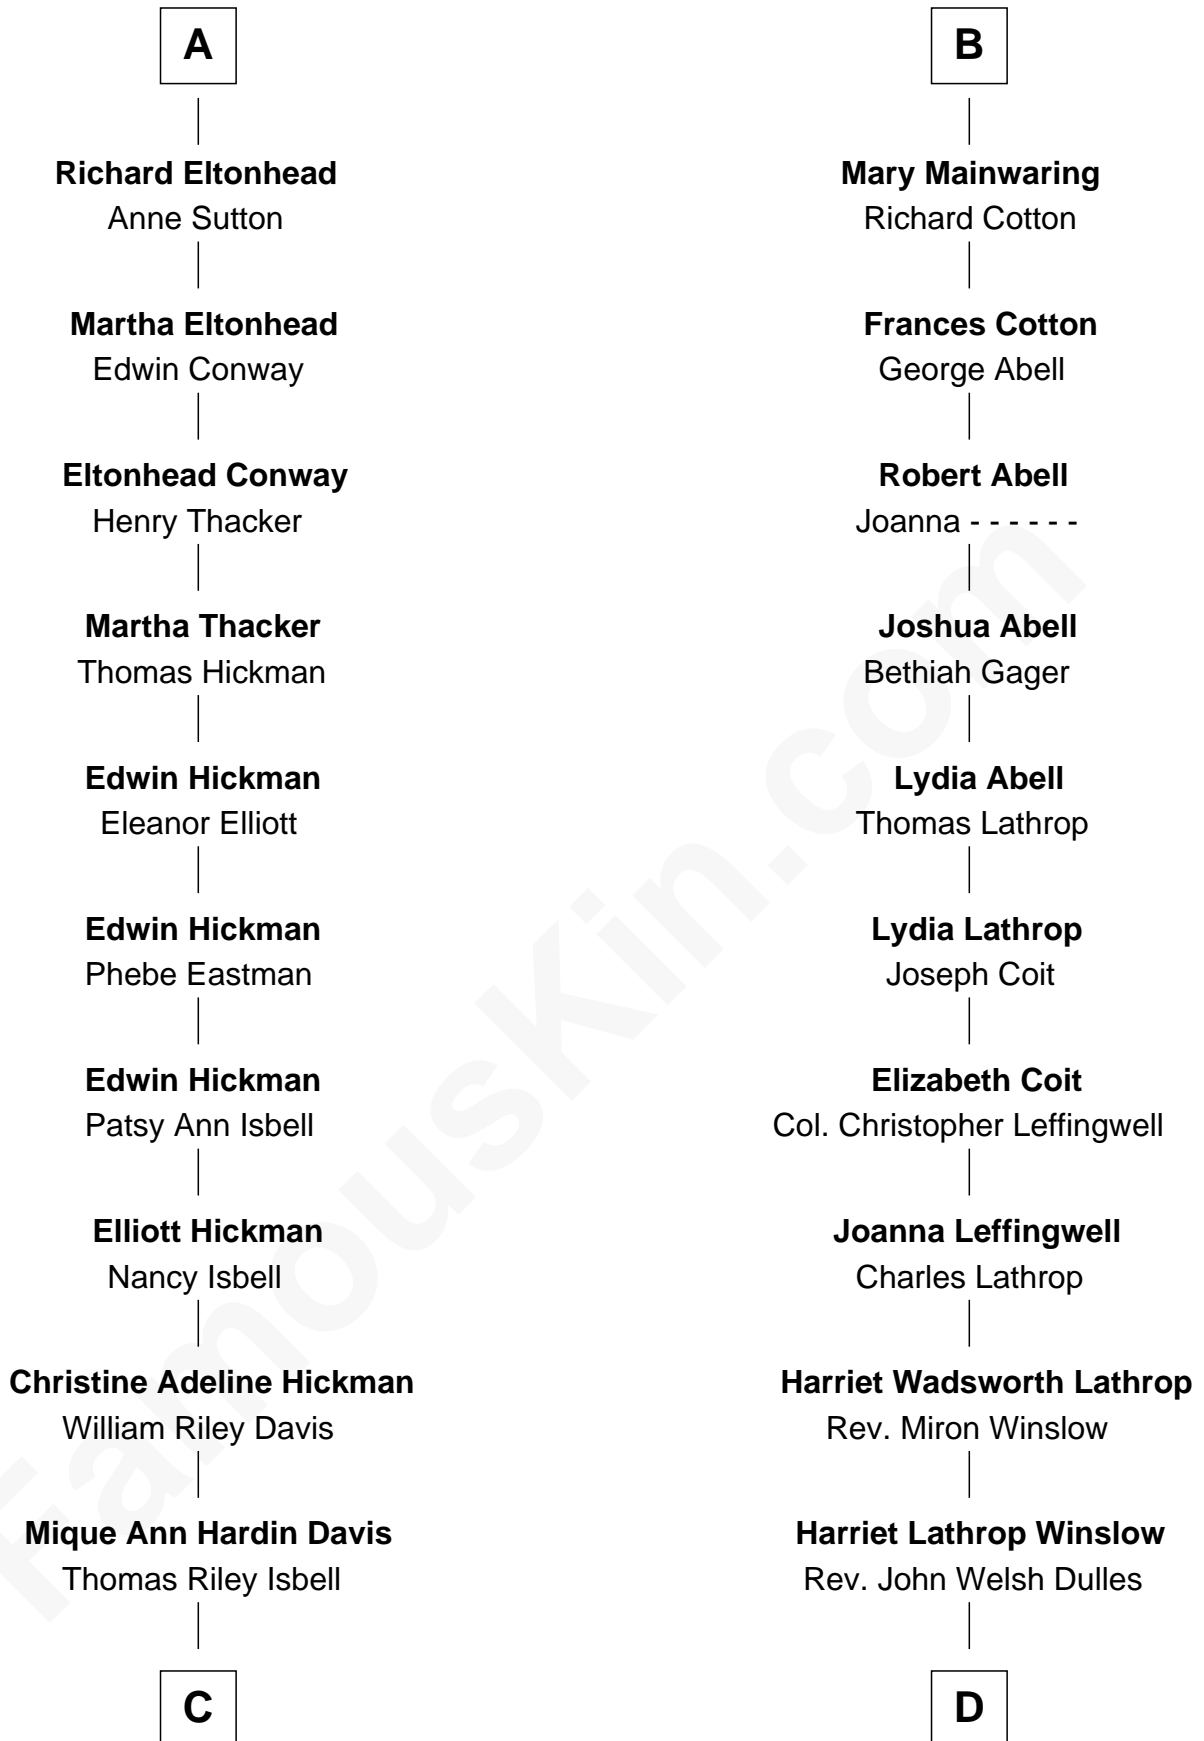 A
Richard Eltonhead
Anne Sutton
Martha Eltonhead
Edwin Conway
Eltonhead Conway
Henry Thacker
Martha Thacker
Thomas Hickman
Edwin Hickman
Eleanor Elliott
Edwin Hickman
Phebe Eastman
Edwin Hickman
Patsy Ann Isbell
Elliott Hickman
Nancy Isbell
Christine Adeline Hickman
William Riley Davis
Mique Ann Hardin Davis
Thomas Riley Isbell
C
B
Mary Mainwaring
Richard Cotton
Frances Cotton
George Abell
Robert Abell
Joanna - - - - - -
Joshua Abell
Bethiah Gager
Lydia Abell
Thomas Lathrop
Lydia Lathrop
Joseph Coit
Elizabeth Coit
Col. Christopher Leffingwell
Joanna Leffingwell
Charles Lathrop
Harriet Wadsworth Lathrop
Rev. Miron Winslow
Harriet Lathrop Winslow
Rev. John Welsh Dulles
D
FamousKin.com